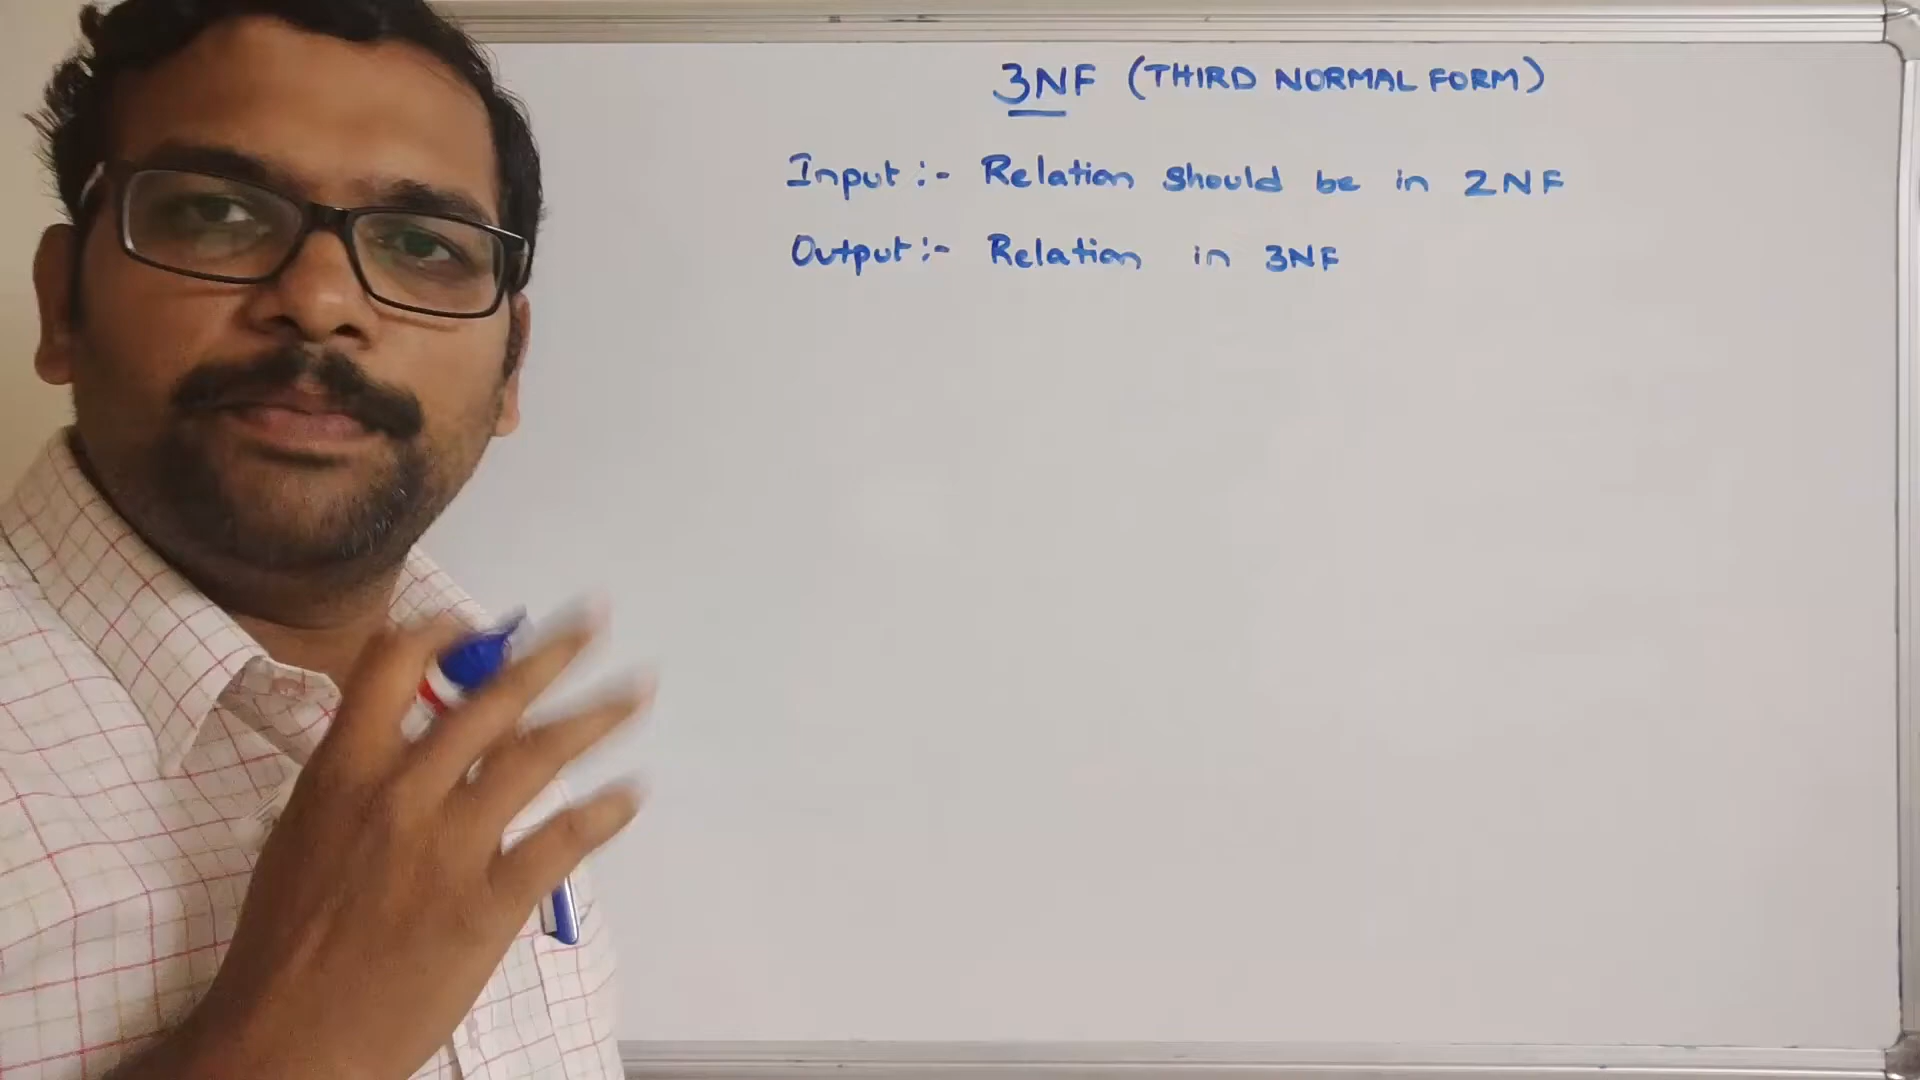 3NF (THIRD NORMAL FORM)
Input :- Relation should be in 2NF
Output :- Relation in 3NF